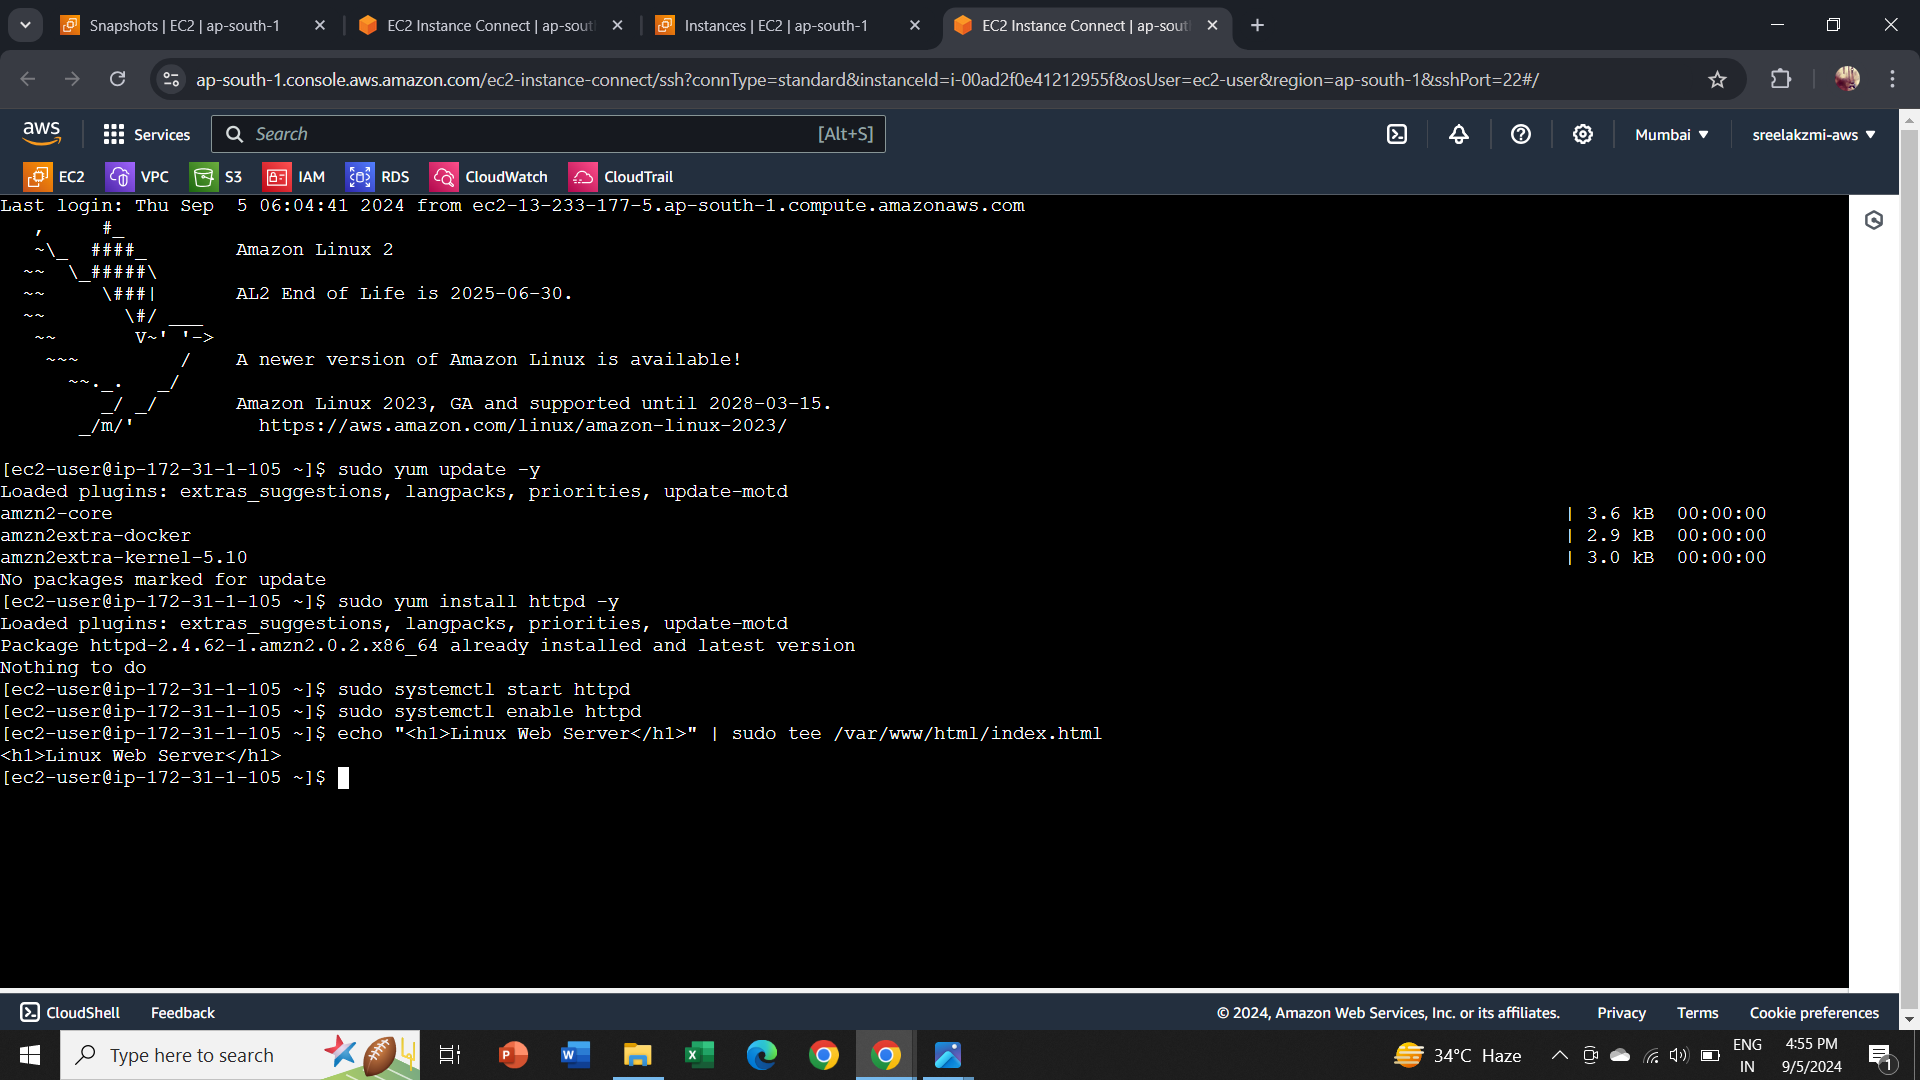 Snapshots | EC2 | ap-south-1
EC2 Instance Connect | ap-sout
Instances | EC2 | ap-south-1
EC2 Instance Connect | ap-sout
ap-south-1.console.aws.amazon.com/ec2-instance-connect/ssh?connType=standard&instanceId=i-00ad2f0e41212955f&osUser=ec2-user&region=ap-south-1&sshPort=22#/
aws Services Search [Alt+S] Mumbai sreelakzmi-aws
EC2 VPC S3 IAM RDS CloudWatch CloudTrail
Last login: Thu Sep  5 06:04:41 2024 from ec2-13-233-177-5.ap-south-1.compute.amazonaws.com
   ,     #_
   ~\_  ####_        Amazon Linux 2
  ~~  \_#####\
  ~~     \###|       AL2 End of Life is 2025-06-30.
  ~~       \#/ ___
   ~~       V~' '->
    ~~~         /    A newer version of Amazon Linux is available!
      ~~._.   _/
         _/ _/       Amazon Linux 2023, GA and supported until 2028-03-15.
       _/m/'           https://aws.amazon.com/linux/amazon-linux-2023/
[ec2-user@ip-172-31-1-105 ~]$ sudo yum update -y
Loaded plugins: extras_suggestions, langpacks, priorities, update-motd
amzn2-core | 3.6 kB  00:00:00
amzn2extra-docker | 2.9 kB  00:00:00
amzn2extra-kernel-5.10 | 3.0 kB  00:00:00
No packages marked for update
[ec2-user@ip-172-31-1-105 ~]$ sudo yum install httpd -y
Loaded plugins: extras_suggestions, langpacks, priorities, update-motd
Package httpd-2.4.62-1.amzn2.0.2.x86_64 already installed and latest version
Nothing to do
[ec2-user@ip-172-31-1-105 ~]$ sudo systemctl start httpd
[ec2-user@ip-172-31-1-105 ~]$ sudo systemctl enable httpd
[ec2-user@ip-172-31-1-105 ~]$ echo "<h1>Linux Web Server</h1>" | sudo tee /var/www/html/index.html
<h1>Linux Web Server</h1>
[ec2-user@ip-172-31-1-105 ~]$
CloudShell Feedback © 2024, Amazon Web Services, Inc. or its affiliates. Privacy Terms Cookie preferences
Type here to search 34°C Haze ENG IN 4:55 PM 9/5/2024 1